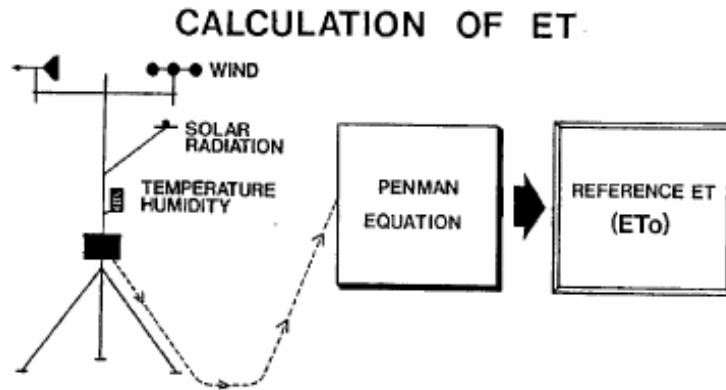 CALCULATION OF ET
WIND
SOLAR
RADIATION
TEMPERATURE
HUMIDITY
PENMAN
EQUATION
REFERENCE ET
(ETo)